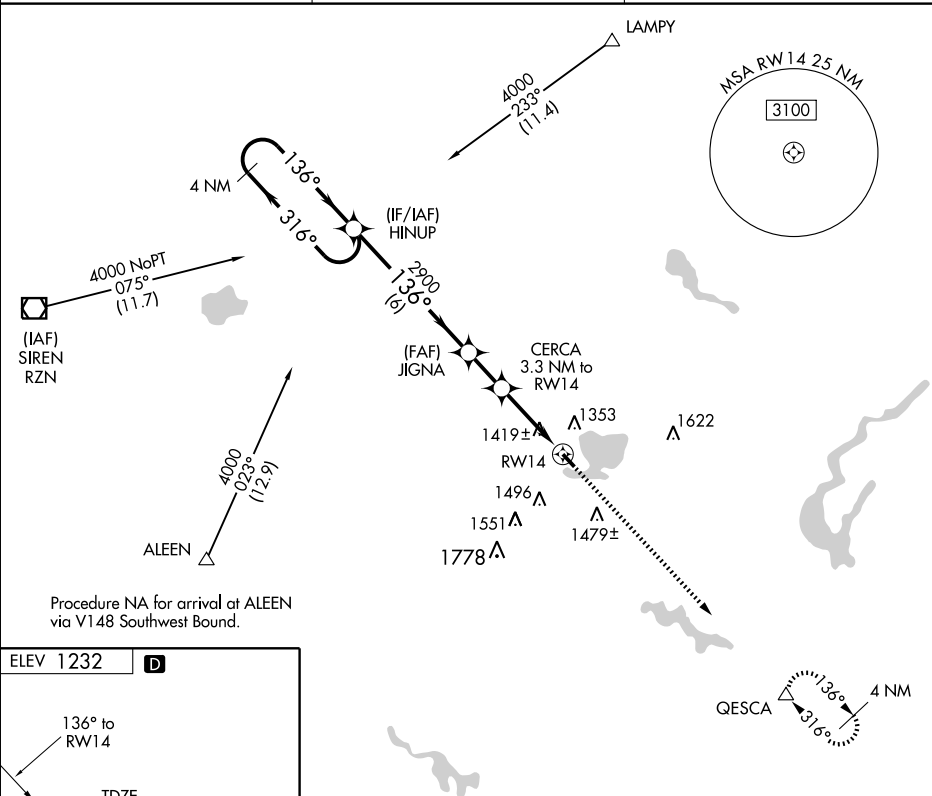 LAMPY
4000
233°
(11.4)
MSA RW14 25 NM
3100
136°
4 NM
316°
(IF/IAF)
HINUP
4000 NoPT
075°
(11.7)
2900
136°
(6)
(IAF)
SIREN
RZN
(FAF)
JIGNA
CERCA
3.3 NM to
RW14
1419±
1353
1622
RW14
4000
023°
(12.9)
1496
1551
1479±
1778
ALEEN
Procedure NA for arrival at ALEEN
via V148 Southwest Bound.
ELEV 1232
D
136° to
RW14
TDZE
QESCA
136°
316°
4 NM